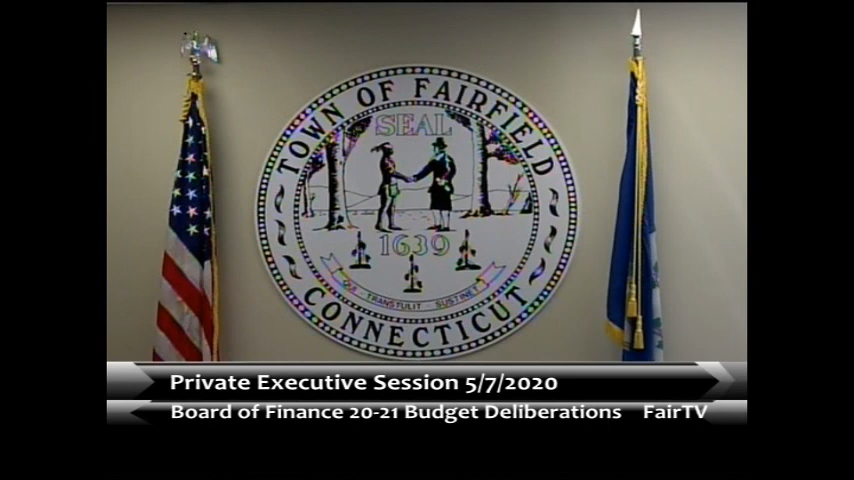 TOWN OF FAIRFIELD
SEAL
1639
QUI TRANSTULIT SUSTINET
CONNECTICUT
Private Executive Session 5/7/2020
Board of Finance 20-21 Budget Deliberations FairTV